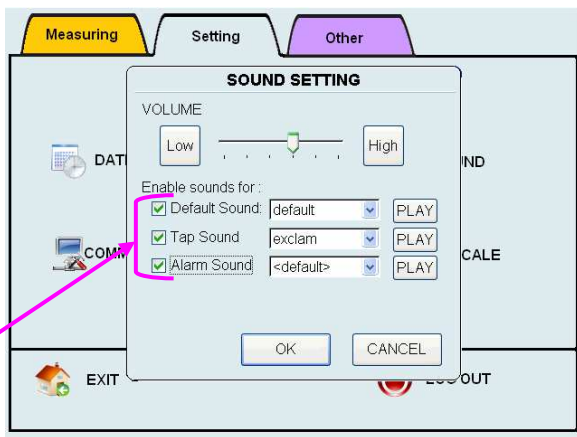 Measuring Setting Other
SOUND SETTING
VOLUME
Low High
Enable sounds for :
Default Sound: default PLAY
Tap Sound exclam PLAY
Alarm Sound <default> PLAY
OK CANCEL
EXIT